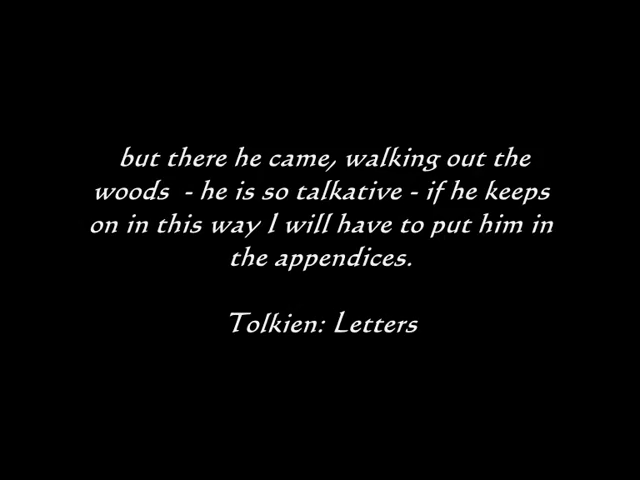 but there he came, walking out the
woods - he is so talkative - if he keeps
on in this way I will have to put him in
the appendices.
Tolkien: Letters